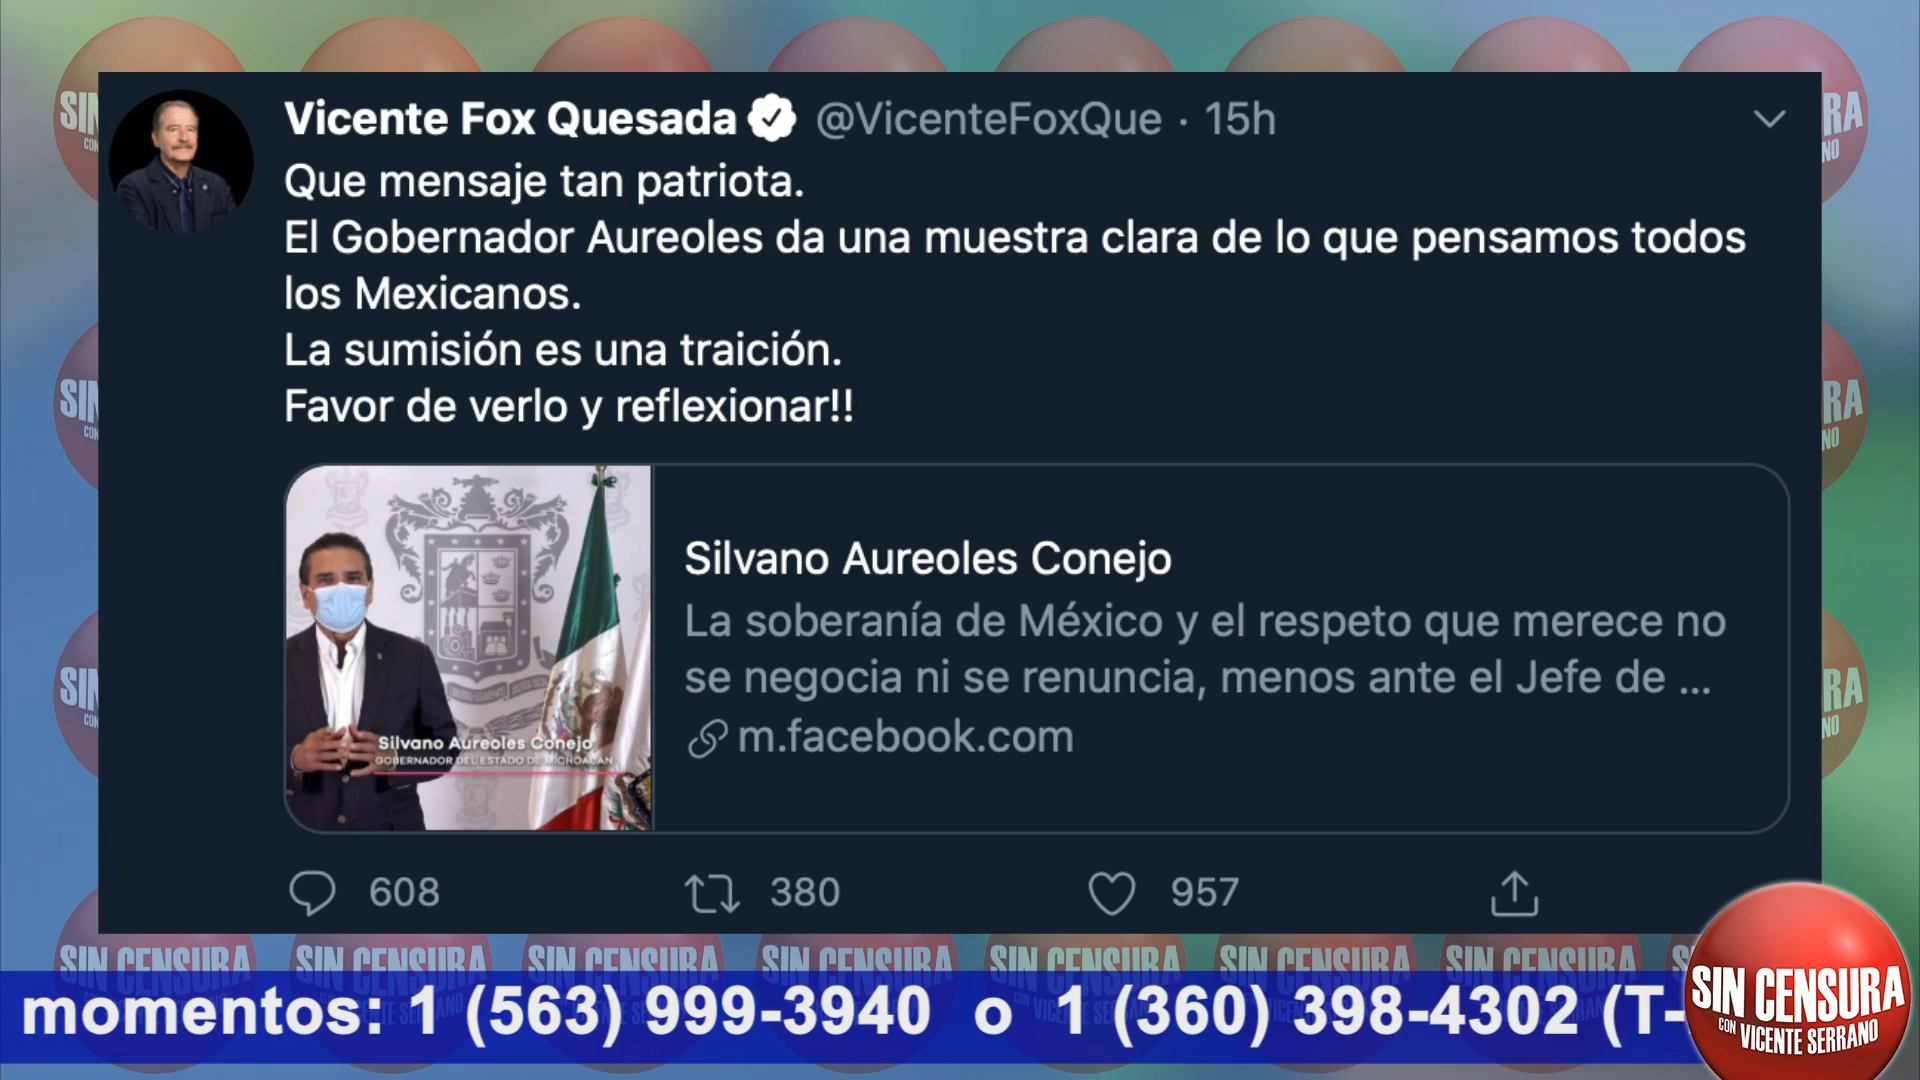 Vicente Fox Quesada @VicenteFoxQue · 15h
Que mensaje tan patriota.
El Gobernador Aureoles da una muestra clara de lo que pensamos todos
los Mexicanos.
La sumisión es una traición.
Favor de verlo y reflexionar!!
Silvano Aureoles Conejo
GOBERNADOR DEL ESTADO DE MICHOACÁN
Silvano Aureoles Conejo
La soberanía de México y el respeto que merece no
se negocia ni se renuncia, menos ante el Jefe de ...
m.facebook.com
608 380 957
SIN CENSURA SIN CENSURA SIN CENSURA SIN CENSURA SIN CENSURA SIN CENSURA SIN CENSURA
momentos: 1 (563) 999-3940 o 1 (360) 398-4302 (T-
SIN CENSURA
CON VICENTE SERRANO